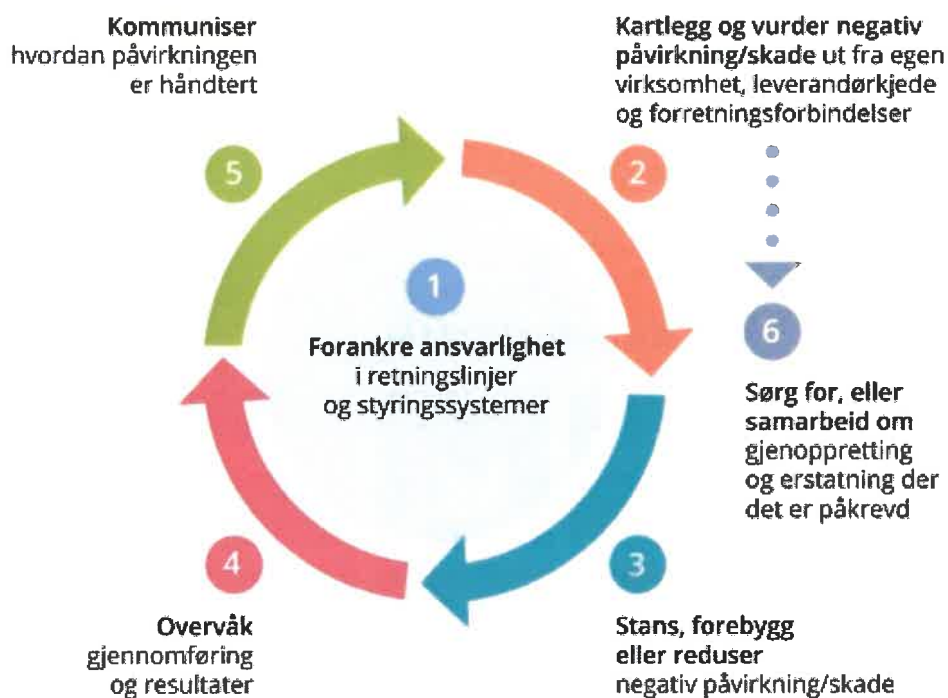 Kommuniser
hvordan påvirkningen
er håndtert
5
Kartlegg og vurder negativ
påvirkning/skade ut fra egen
virksomhet, leverandørkjede
og forretningsforbindelser
2
1
Forankre ansvarlighet
i retningslinjer
og styringssystemer
6
Sørg for, eller
samarbeid om
gjenoppretting
og erstatning der
det er påkrevd
4
Overvåk
gjennomføring
og resultater
3
Stans, forebygg
eller reduser
negativ påvirkning/skade